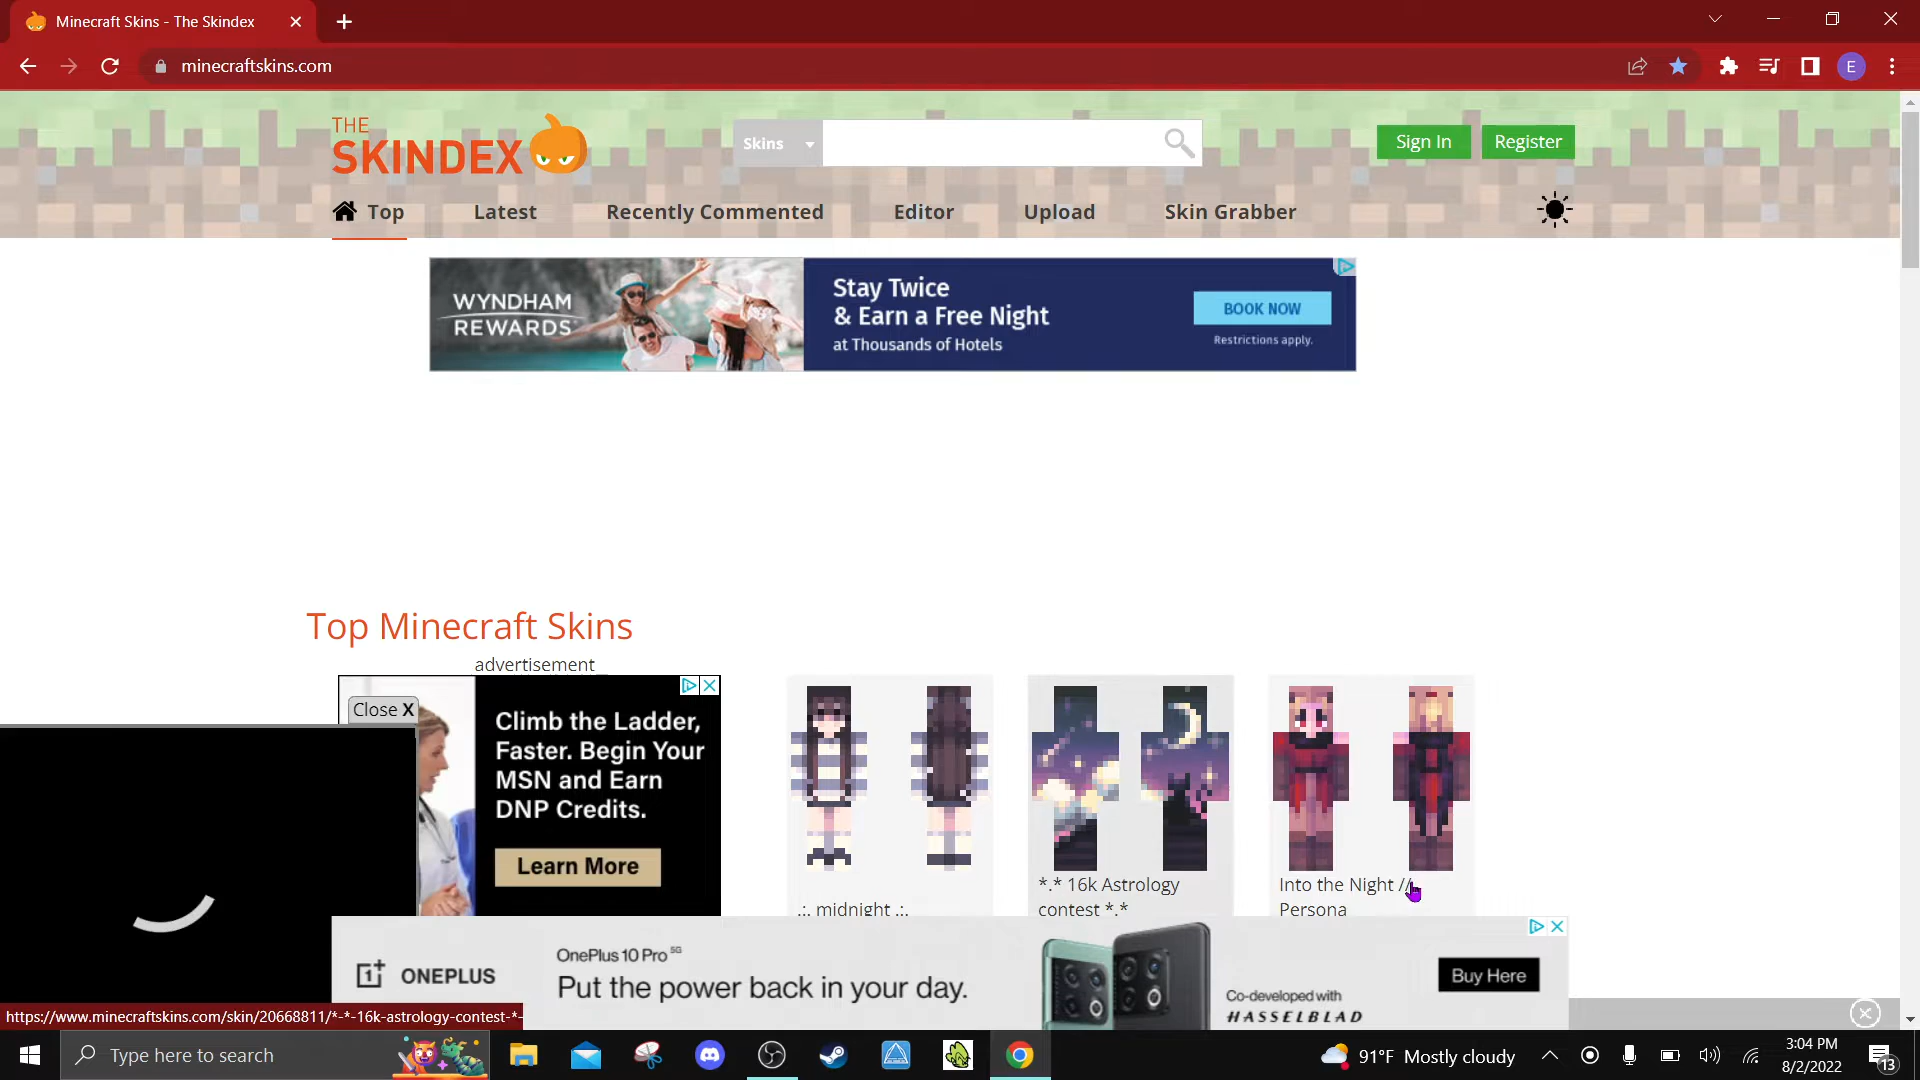 Minecraft Skins - The Skindex
minecraftskins.com
E
THE
SKINDEX
Skins
Sign In
Register
Top
Latest
Recently Commented
Editor
Upload
Skin Grabber
WYNDHAM
REWARDS
Stay Twice
& Earn a Free Night
at Thousands of Hotels
BOOK NOW
Restrictions apply.
Top Minecraft Skins
advertisement
Close X
Climb the Ladder,
Faster. Begin Your
MSN and Earn
DNP Credits.
Learn More
.:. midnight .:.
*.* 16k Astrology
contest *.*
Into the Night //
Persona
1+ ONEPLUS
OnePlus 10 Pro 5G
Put the power back in your day.
Co-developed with
HASSELBLAD
Buy Here
https://www.minecraftskins.com/skin/20668811/*-*-16k-astrology-contest-*-
Type here to search
91°F Mostly cloudy
3:04 PM
8/2/2022
13